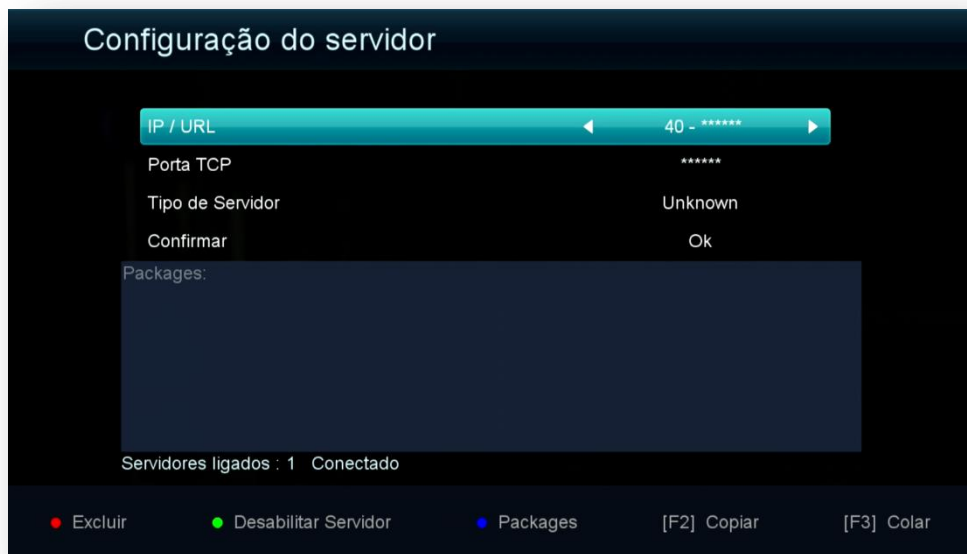 Configuração do servidor
IP / URL 40 - ******
Porta TCP ******
Tipo de Servidor Unknown
Confirmar Ok
Packages:
Servidores ligados : 1 Conectado
Excluir Desabilitar Servidor Packages [F2] Copiar [F3] Colar